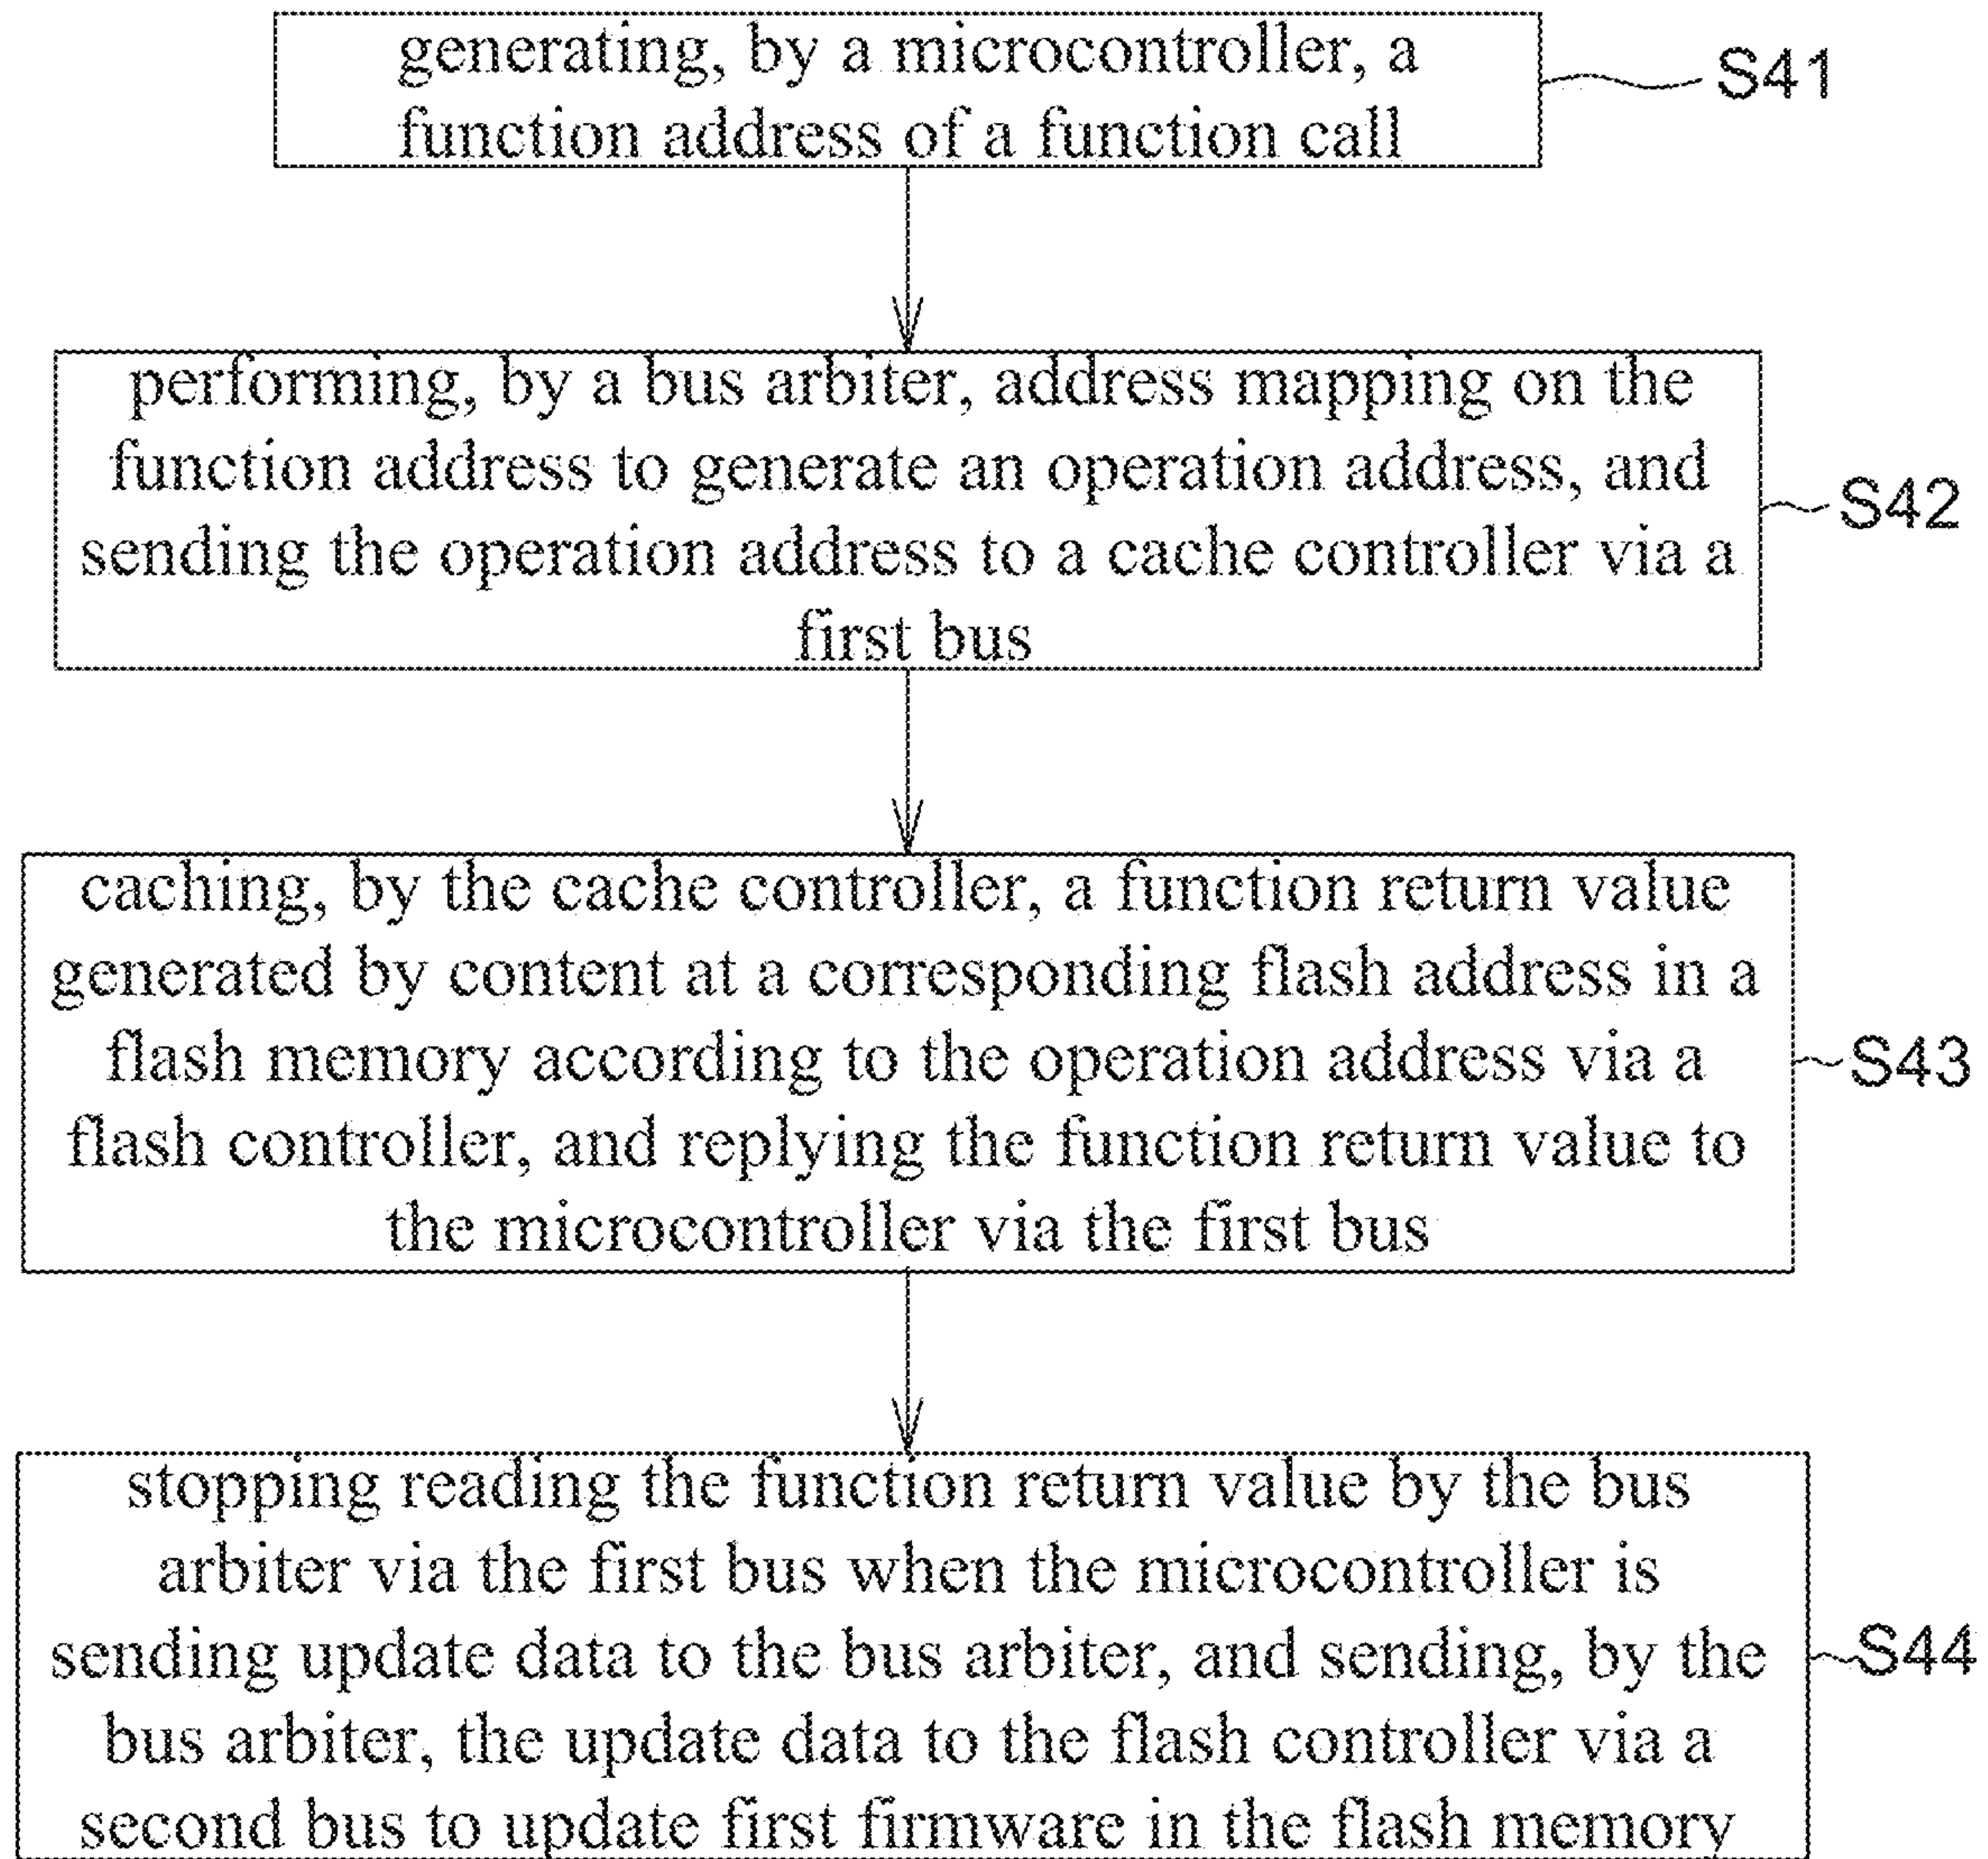 generating, by a microcontroller, a
function address of a function call
S41
performing, by a bus arbiter, address mapping on the
function address to generate an operation address, and
sending the operation address to a cache controller via a
first bus
S42
caching, by the cache controller, a function return value
generated by content at a corresponding flash address in a
flash memory according to the operation address via a
flash controller, and replying the function return value to
the microcontroller via the first bus
S43
stopping reading the function return value by the bus
arbiter via the first bus when the microcontroller is
sending update data to the bus arbiter, and sending, by the
bus arbiter, the update data to the flash controller via a
second bus to update first firmware in the flash memory
S44